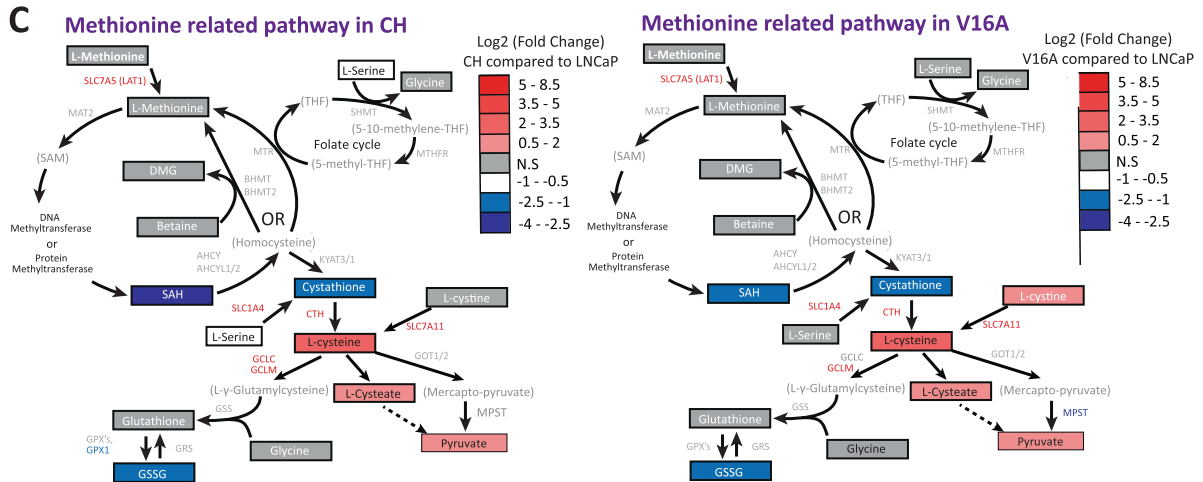 C
Methionine related pathway in CH
L-Methionine
SLC7A5 (LAT1)
L-Methionine
MAT2
(SAM)
DNA
Methyltransferase
or
Protein
Methyltransferase
SAH
AHCY
AHCYL1/2
(Homocysteine)
OR
DMG
Betaine
BHMT
BHMT2
MTR
(THF)
L-Serine
Glycine
SHMT
(5-10-methylene-THF)
MTHFR
Folate cycle
(5-methyl-THF)
KYAT3/1
Cystathione
SLC1A4
L-Serine
CTH
L-cystine
SLC7A11
L-cysteine
GCLC
GCLM
GOT1/2
(L-γ-Glutamylcysteine)
L-Cysteate
(Mercapto-pyruvate)
MPST
Pyruvate
GSS
Glutathione
Glycine
GPX's,
GPX1
GRS
GSSG
Log2 (Fold Change)
CH compared to LNCaP
5 - 8.5
3.5 - 5
2 - 3.5
0.5 - 2
N.S
-1 - -0.5
-2.5 - -1
-4 - -2.5
Methionine related pathway in V16A
L-Methionine
SLC7A5 (LAT1)
L-Methionine
MAT2
(SAM)
DNA
Methyltransferase
or
Protein
Methyltransferase
SAH
AHCY
AHCYL1/2
(Homocysteine)
OR
DMG
Betaine
BHMT
BHMT2
MTR
(THF)
L-Serine
Glycine
SHMT
(5-10-methylene-THF)
MTHFR
Folate cycle
(5-methyl-THF)
KYAT3/1
Cystathione
SLC1A4
L-Serine
CTH
L-cystine
SLC7A11
L-cysteine
GCLC
GCLM
GOT1/2
(L-γ-Glutamylcysteine)
L-Cysteate
(Mercapto-pyruvate)
MPST
Pyruvate
GSS
Glutathione
Glycine
GPX's
GRS
GSSG
Log2 (Fold Change)
V16A compared to LNCaP
5 - 8.5
3.5 - 5
2 - 3.5
0.5 - 2
N.S
-1 - -0.5
-2.5 - -1
-4 - -2.5